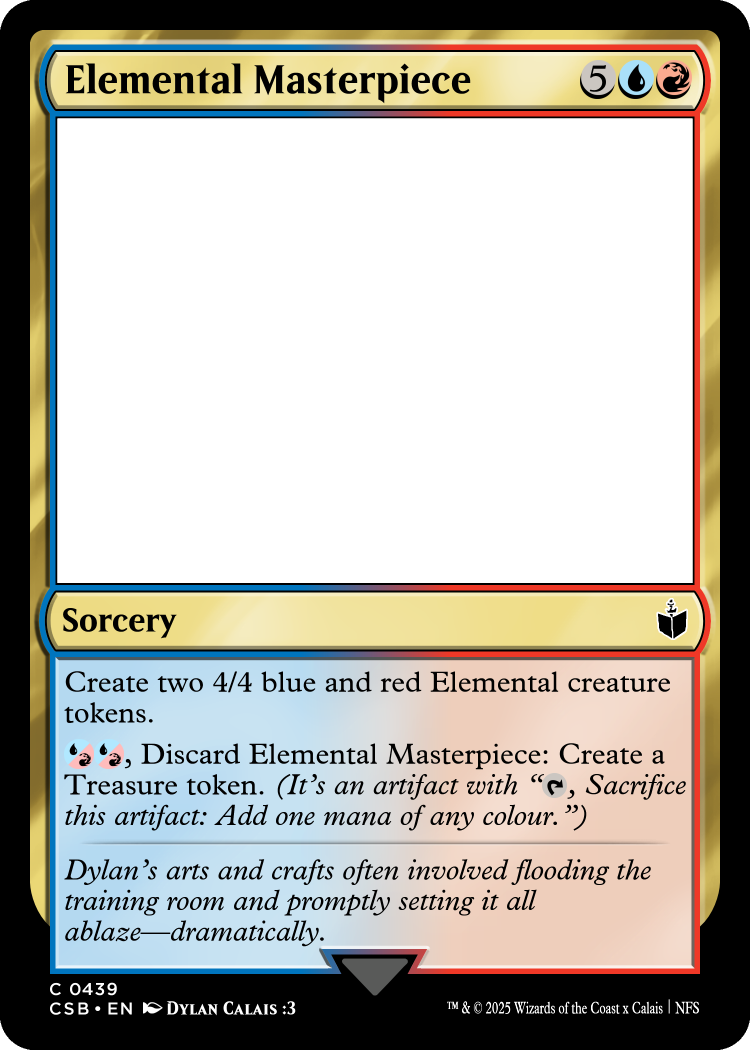 Elemental Masterpiece 5
Sorcery
Create two 4/4 blue and red Elemental creature
tokens.
, Discard Elemental Masterpiece: Create a
Treasure token. (It's an artifact with “, Sacrifice
this artifact: Add one mana of any colour.”)
Dylan's arts and crafts often involved flooding the
training room and promptly setting it all
ablaze—dramatically.
C 0439
CSB • EN Dylan Calais :3 ™ & © 2025 Wizards of the Coast x Calais | NFS